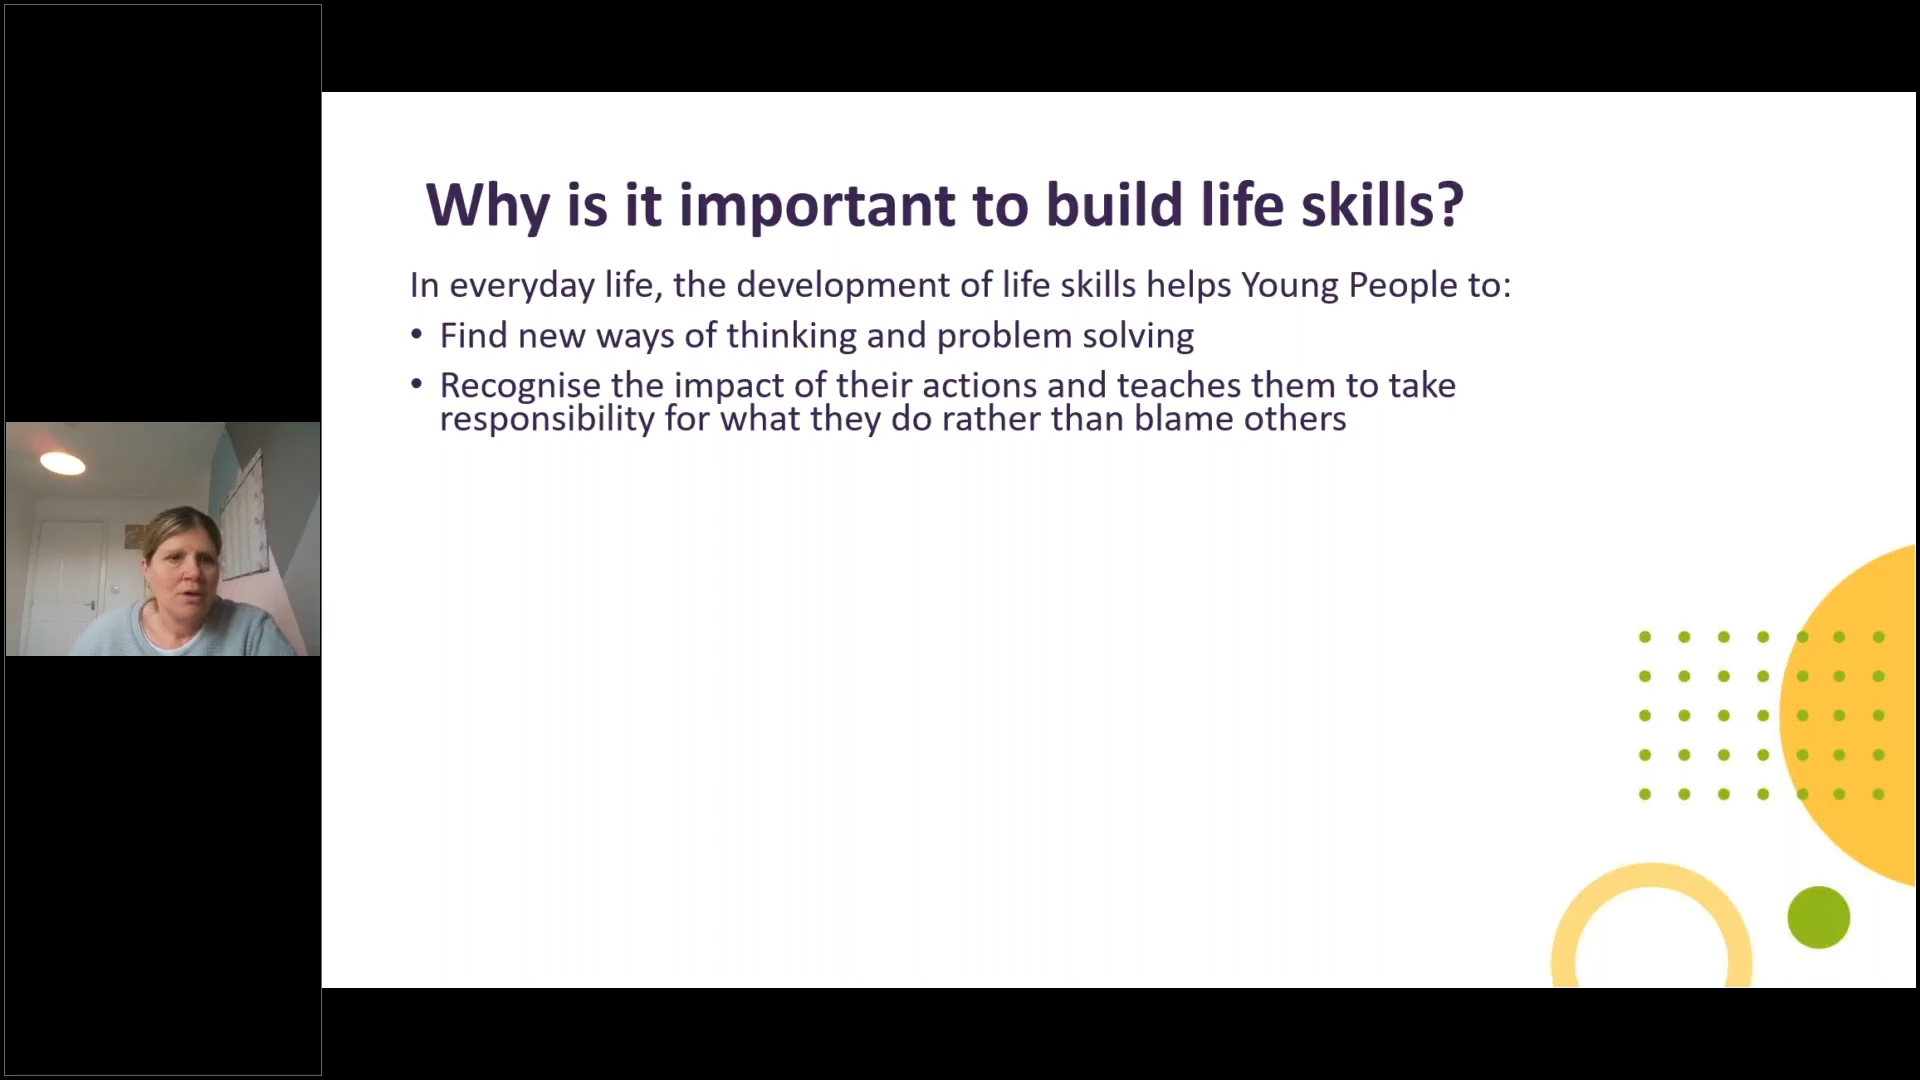 Why is it important to build life skills?
In everyday life, the development of life skills helps Young People to:
• Find new ways of thinking and problem solving
• Recognise the impact of their actions and teaches them to take
responsibility for what they do rather than blame others